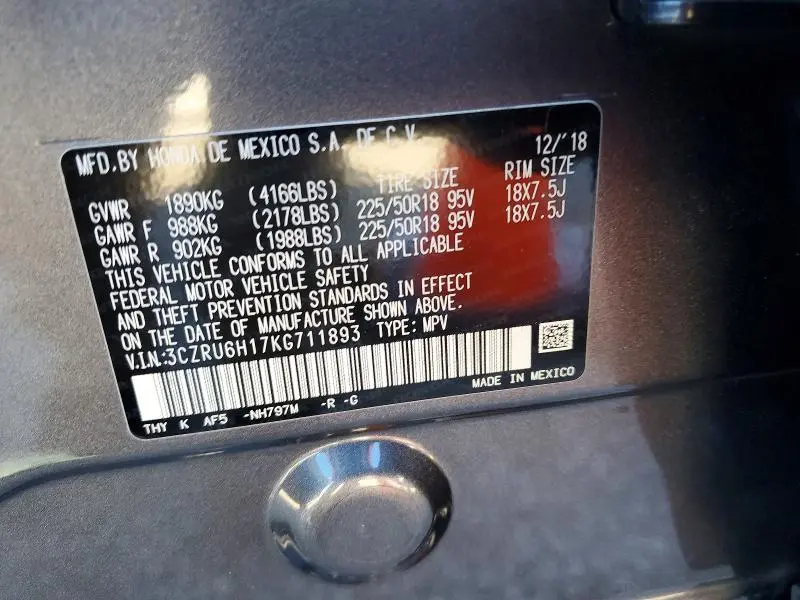 MFD.BY HONDA DE MEXICO S.A. DE C.V. 12/'18
TIRE SIZE RIM SIZE
GVWR 1890KG (4166LBS)
GAWR F 988KG (2178LBS) 225/50R18 95V 18X7.5J
GAWR R 902KG (1988LBS) 225/50R18 95V 18X7.5J
THIS VEHICLE CONFORMS TO ALL APPLICABLE
FEDERAL MOTOR VEHICLE SAFETY
AND THEFT PREVENTION STANDARDS IN EFFECT
ON THE DATE OF MANUFACTURE SHOWN ABOVE.
V.I.N.:3CZRU6H17KG711893 TYPE: MPV
MADE IN MEXICO
THY K AF5 -NH797M -R -G